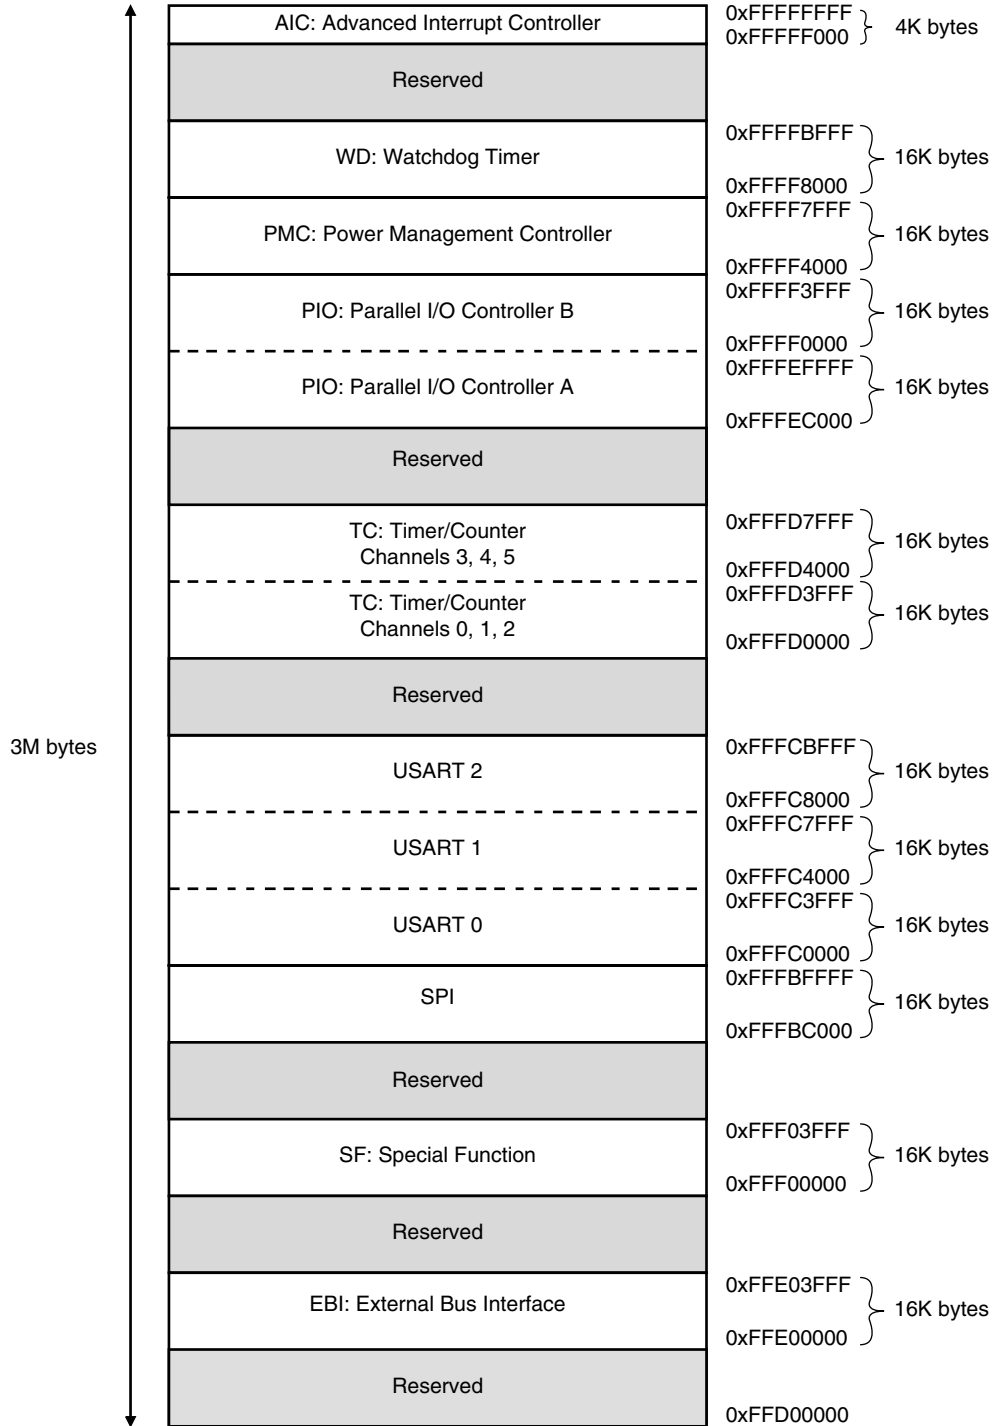 AIC: Advanced Interrupt Controller
0xFFFFFFFF
0xFFFFF000
4K bytes
Reserved
WD: Watchdog Timer
0xFFFFBFFF
0xFFFF8000
16K bytes
PMC: Power Management Controller
0xFFFF7FFF
0xFFFF4000
16K bytes
PIO: Parallel I/O Controller B
0xFFFF3FFF
0xFFFF0000
16K bytes
PIO: Parallel I/O Controller A
0xFFFEFFFF
0xFFFEC000
16K bytes
Reserved
TC: Timer/Counter
Channels 3, 4, 5
0xFFFD7FFF
0xFFFD4000
16K bytes
TC: Timer/Counter
Channels 0, 1, 2
0xFFFD3FFF
0xFFFD0000
16K bytes
Reserved
3M bytes
USART 2
0xFFFCBFFF
0xFFFC8000
16K bytes
USART 1
0xFFFC7FFF
0xFFFC4000
16K bytes
USART 0
0xFFFC3FFF
0xFFFC0000
16K bytes
SPI
0xFFFBFFFF
0xFFFBC000
16K bytes
Reserved
SF: Special Function
0xFFF03FFF
0xFFF00000
16K bytes
Reserved
EBI: External Bus Interface
0xFFE03FFF
0xFFE00000
16K bytes
Reserved
0xFFD00000